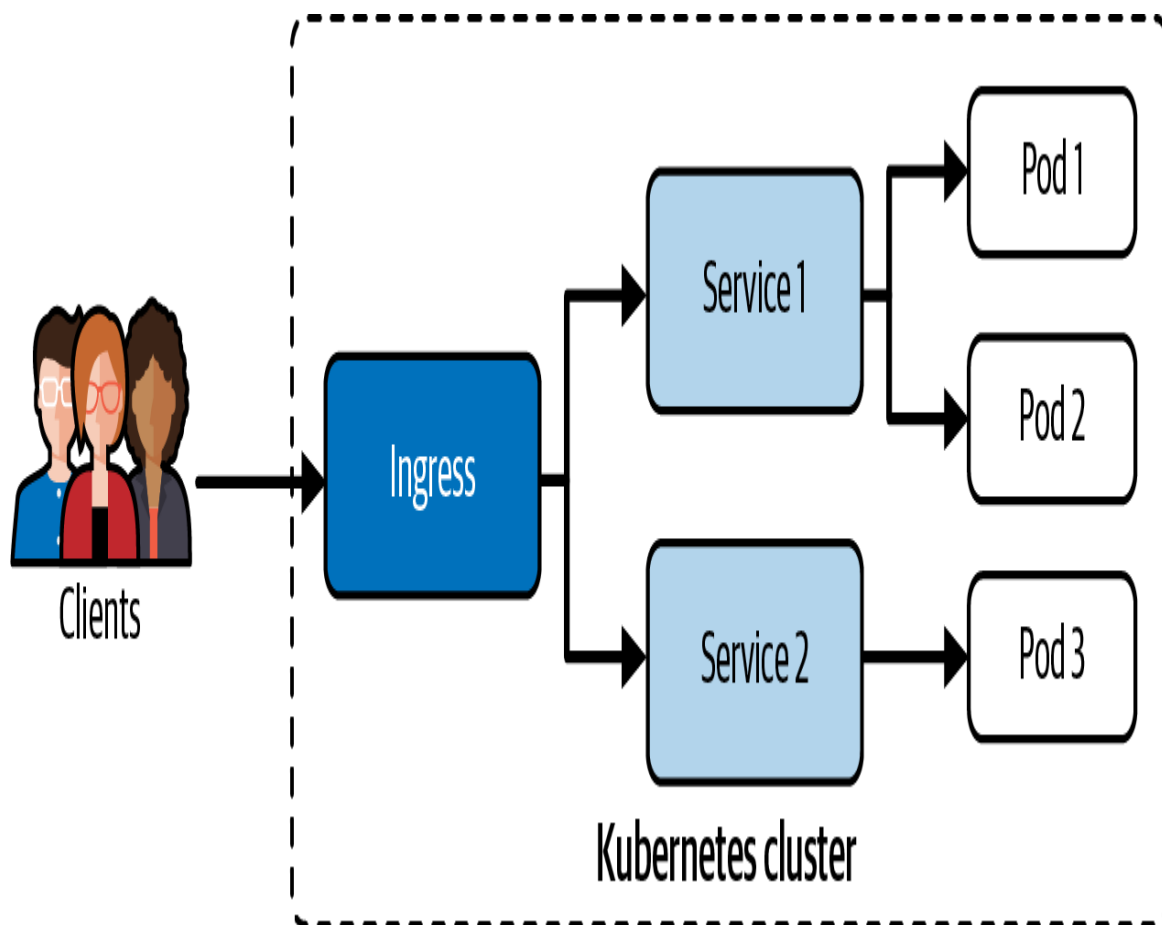 Clients
Ingress
Service 1
Service 2
Pod 1
Pod 2
Pod 3
Kubernetes cluster